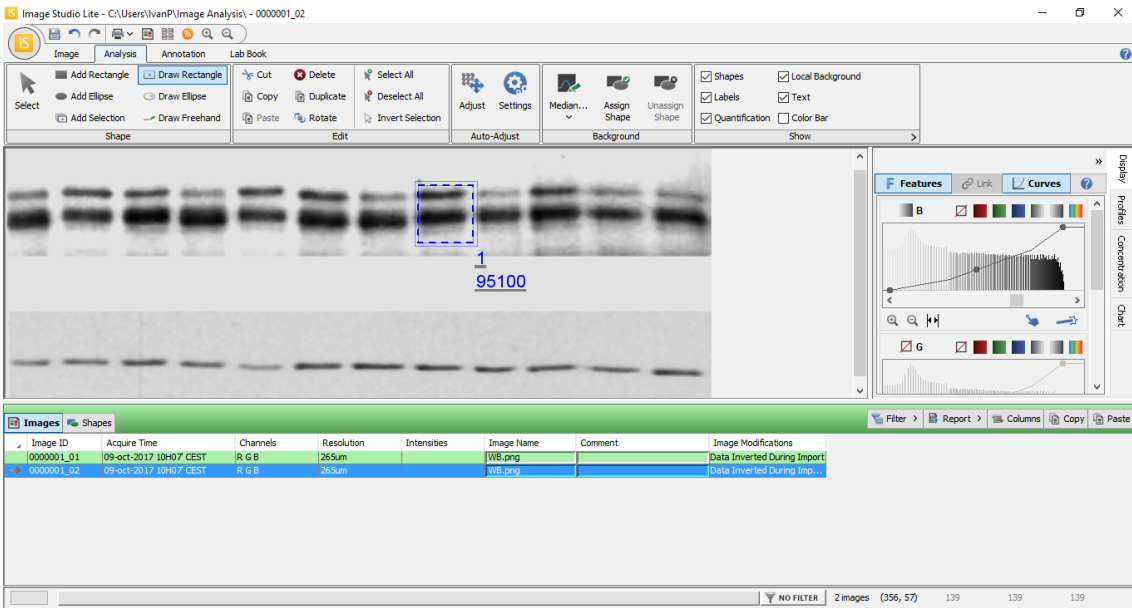 Image Studio Lite - C:\Users\IvanP\Image Analysis\ - 0000001_02
iS
Image Analysis Annotation Lab Book
Select
Add Rectangle Draw Rectangle
Add Ellipse Draw Ellipse
Add Selection Draw Freehand
Shape
Cut Delete Select All
Copy Duplicate Deselect All
Paste Rotate Invert Selection
Edit
Adjust Settings
Auto-Adjust
Median... Assign Shape Unassign Shape
Background
Shapes Local Background
Labels Text
Quantification Color Bar
Show
1
95100
Features Link Curves
B
G
Display
Profiles
Concentration
Chart
Images Shapes
Filter > Report > Columns Copy Paste
Image ID Acquire Time Channels Resolution Intensities Image Name Comment Image Modifications
0000001_01 09-oct-2017 10H07' CEST R G B 265um WB.png Data Inverted During Import
0000001_02 09-oct-2017 10H07' CEST R G B 265um WB.png Data Inverted During Imp...
NO FILTER 2 images (356, 57) 139 139 139